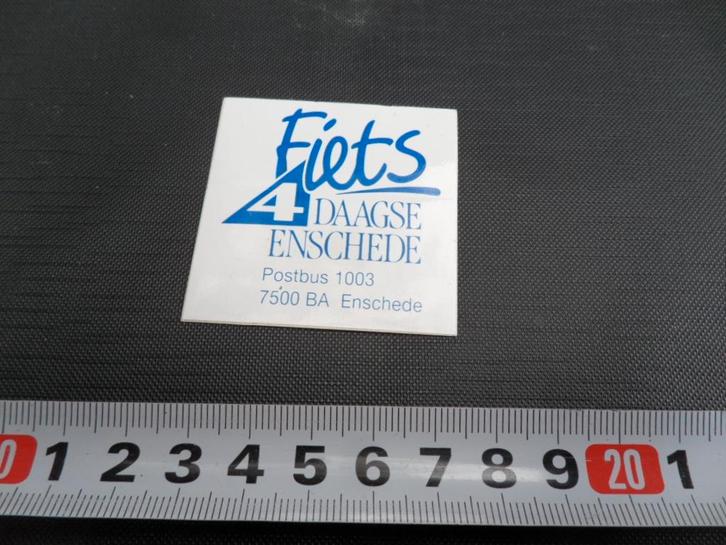 Fiets
4 DAAGSE
ENSCHEDE
Postbus 1003
7500 BA Enschede
0 1 2 3 4 5 6 7 8 9 20 1